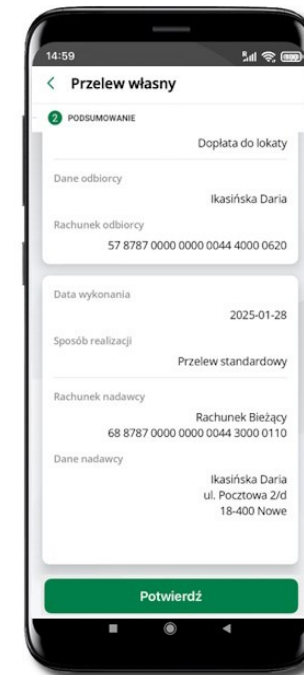 14:59
Przelew własny
2 PODSUMOWANIE
Dopłata do lokaty
Dane odbiorcy
Ikasińska Daria
Rachunek odbiorcy
57 8787 0000 0000 0044 4000 0620
Data wykonania
2025-01-28
Sposób realizacji
Przelew standardowy
Rachunek nadawcy
Rachunek Bieżący
68 8787 0000 0000 0044 3000 0110
Dane nadawcy
Ikasińska Daria
ul. Pocztowa 2/d
18-400 Nowe
Potwierdź